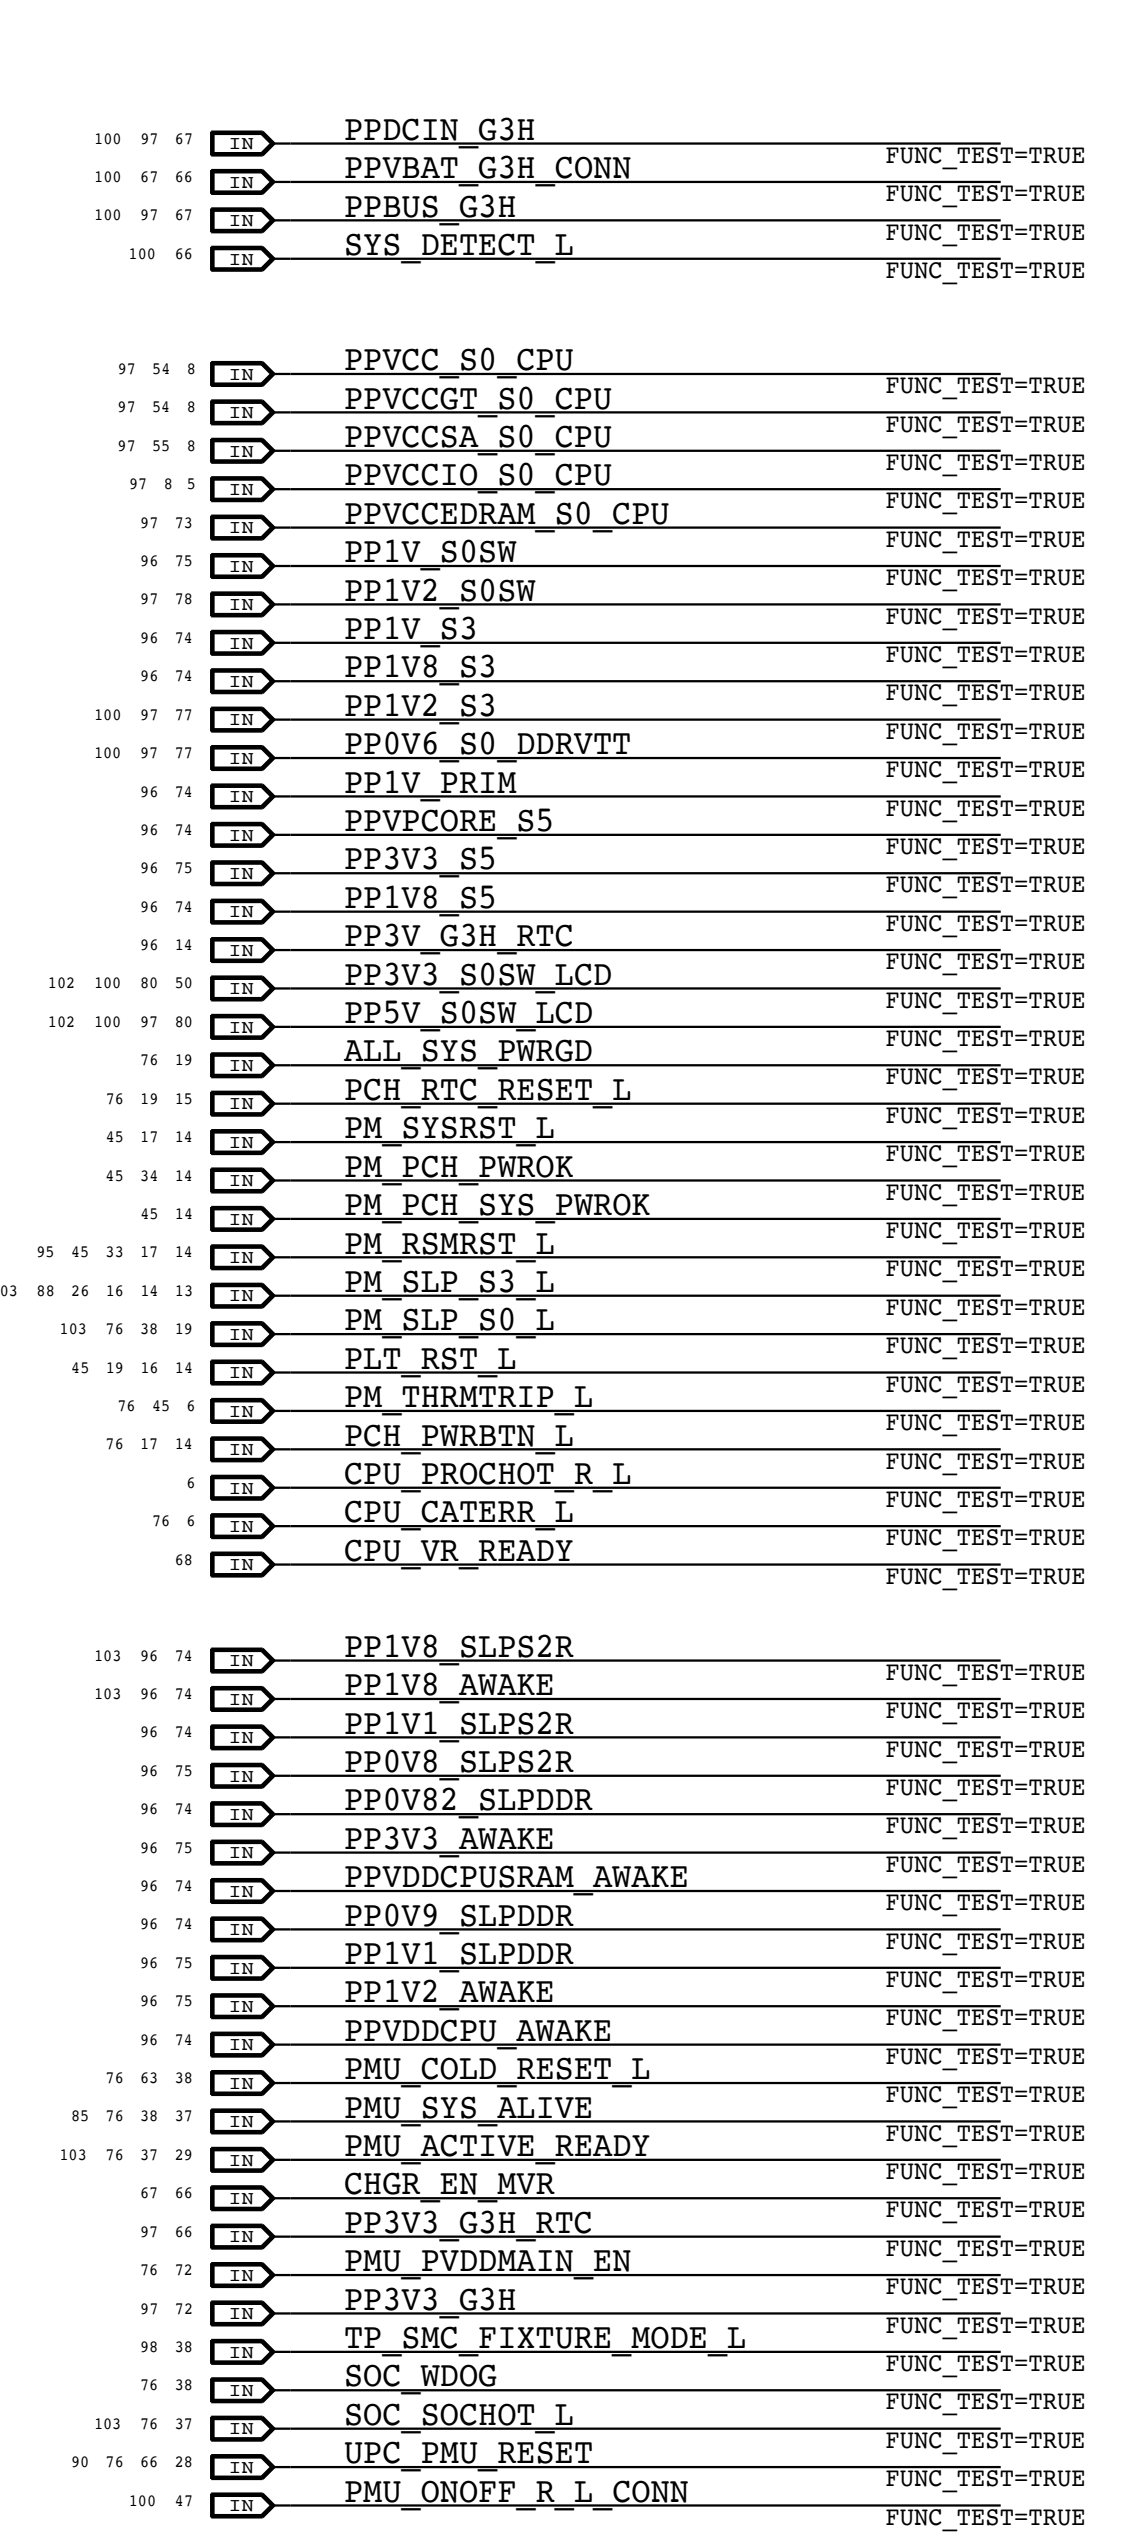 100 97 67 IN PPDCIN_G3H FUNC_TEST=TRUE
100 67 66 IN PPVBAT_G3H_CONN FUNC_TEST=TRUE
100 97 67 IN PPBUS_G3H FUNC_TEST=TRUE
100 66 IN SYS_DETECT_L FUNC_TEST=TRUE
97 54 8 IN PPVCC_S0_CPU FUNC_TEST=TRUE
97 54 8 IN PPVCCGT_S0_CPU FUNC_TEST=TRUE
97 55 8 IN PPVCCSA_S0_CPU FUNC_TEST=TRUE
97 8 5 IN PPVCCIO_S0_CPU FUNC_TEST=TRUE
97 73 IN PPVCCEDRAM_S0_CPU FUNC_TEST=TRUE
96 75 IN PP1V_S0SW FUNC_TEST=TRUE
97 78 IN PP1V2_S0SW FUNC_TEST=TRUE
96 74 IN PP1V_S3 FUNC_TEST=TRUE
96 74 IN PP1V8_S3 FUNC_TEST=TRUE
100 97 77 IN PP1V2_S3 FUNC_TEST=TRUE
100 97 77 IN PP0V6_S0_DDRVTT FUNC_TEST=TRUE
96 74 IN PP1V_PRIM FUNC_TEST=TRUE
96 74 IN PPVPCORE_S5 FUNC_TEST=TRUE
96 75 IN PP3V3_S5 FUNC_TEST=TRUE
96 74 IN PP1V8_S5 FUNC_TEST=TRUE
96 14 IN PP3V_G3H_RTC FUNC_TEST=TRUE
102 100 80 50 IN PP3V3_S0SW_LCD FUNC_TEST=TRUE
102 100 97 80 IN PP5V_S0SW_LCD FUNC_TEST=TRUE
76 19 IN ALL_SYS_PWRGD FUNC_TEST=TRUE
76 19 15 IN PCH_RTC_RESET_L FUNC_TEST=TRUE
45 17 14 IN PM_SYSRST_L FUNC_TEST=TRUE
45 34 14 IN PM_PCH_PWROK FUNC_TEST=TRUE
45 14 IN PM_PCH_SYS_PWROK FUNC_TEST=TRUE
95 45 33 17 14 IN PM_RSMRST_L FUNC_TEST=TRUE
03 88 26 16 14 13 IN PM_SLP_S3_L FUNC_TEST=TRUE
103 76 38 19 IN PM_SLP_S0_L FUNC_TEST=TRUE
45 19 16 14 IN PLT_RST_L FUNC_TEST=TRUE
76 45 6 IN PM_THRMTRIP_L FUNC_TEST=TRUE
76 17 14 IN PCH_PWRBTN_L FUNC_TEST=TRUE
6 IN CPU_PROCHOT_R_L FUNC_TEST=TRUE
76 6 IN CPU_CATERR_L FUNC_TEST=TRUE
68 IN CPU_VR_READY FUNC_TEST=TRUE
103 96 74 IN PP1V8_SLPS2R FUNC_TEST=TRUE
103 96 74 IN PP1V8_AWAKE FUNC_TEST=TRUE
96 74 IN PP1V1_SLPS2R FUNC_TEST=TRUE
96 75 IN PP0V8_SLPS2R FUNC_TEST=TRUE
96 74 IN PP0V82_SLPDDR FUNC_TEST=TRUE
96 75 IN PP3V3_AWAKE FUNC_TEST=TRUE
96 74 IN PPVDDCPUSRAM_AWAKE FUNC_TEST=TRUE
96 74 IN PP0V9_SLPDDR FUNC_TEST=TRUE
96 75 IN PP1V1_SLPDDR FUNC_TEST=TRUE
96 75 IN PP1V2_AWAKE FUNC_TEST=TRUE
96 74 IN PPVDDCPU_AWAKE FUNC_TEST=TRUE
76 63 38 IN PMU_COLD_RESET_L FUNC_TEST=TRUE
85 76 38 37 IN PMU_SYS_ALIVE FUNC_TEST=TRUE
103 76 37 29 IN PMU_ACTIVE_READY FUNC_TEST=TRUE
67 66 IN CHGR_EN_MVR FUNC_TEST=TRUE
97 66 IN PP3V3_G3H_RTC FUNC_TEST=TRUE
76 72 IN PMU_PVDDMAIN_EN FUNC_TEST=TRUE
97 72 IN PP3V3_G3H FUNC_TEST=TRUE
98 38 IN TP_SMC_FIXTURE_MODE_L FUNC_TEST=TRUE
76 38 IN SOC_WDOG FUNC_TEST=TRUE
103 76 37 IN SOC_SOCHOT_L FUNC_TEST=TRUE
90 76 66 28 IN UPC_PMU_RESET FUNC_TEST=TRUE
100 47 IN PMU_ONOFF_R_L_CONN FUNC_TEST=TRUE